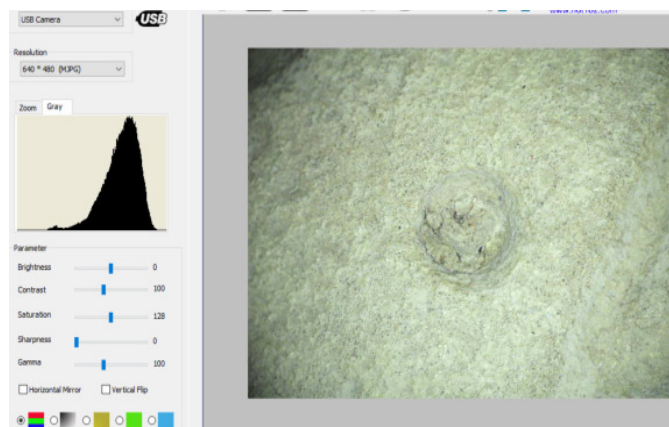 USB Camera
USB
Resolution
640 * 480 (MJPG)
Zoom Gray
Parameter
Brightness 0
Contrast 100
Saturation 128
Sharpness 0
Gamma 100
Horizontal Mirror Vertical Flip